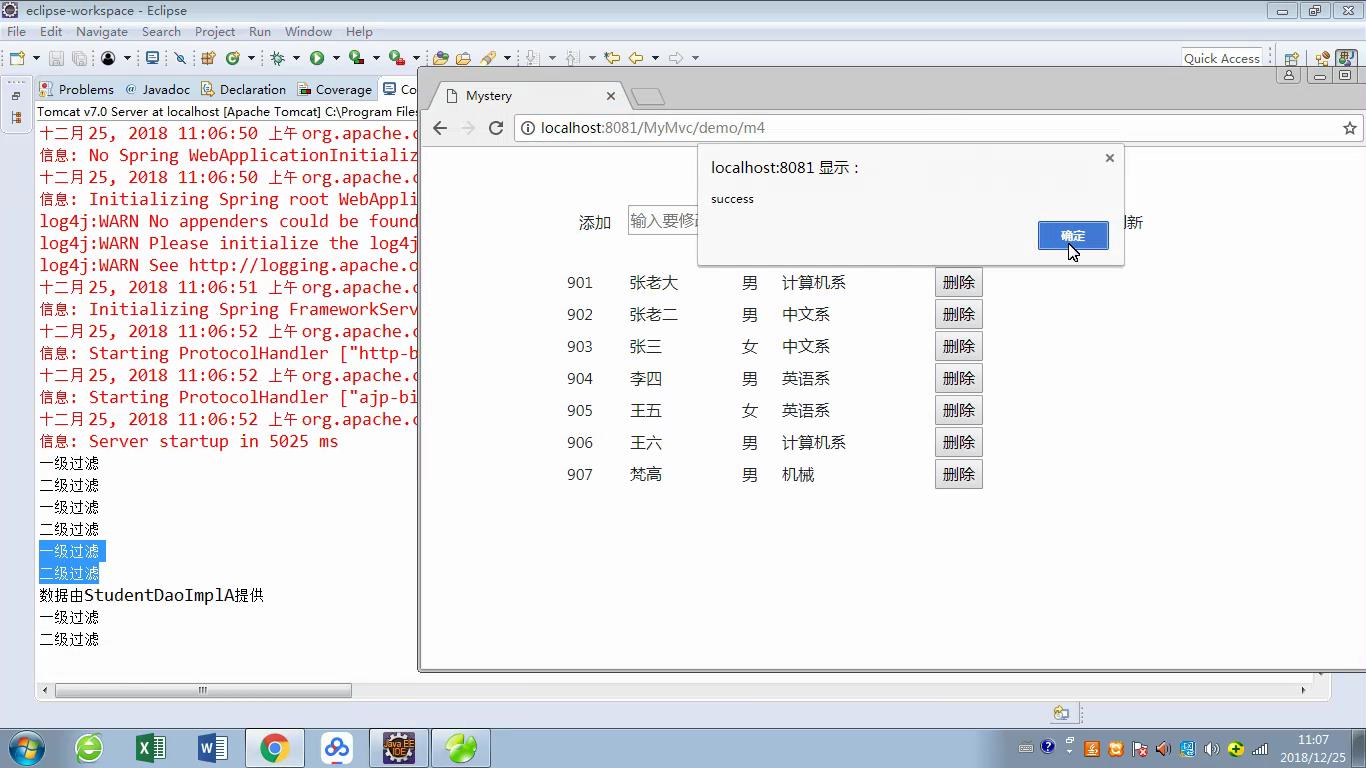 eclipse-workspace - Eclipse
File Edit Navigate Search Project Run Window Help
Quick Access
Problems @ Javadoc Declaration Coverage Co
Tomcat v7.0 Server at localhost [Apache Tomcat] C:\Program Files
十二月 25, 2018 11:06:50 上午 org.apache.c
信息: No Spring WebApplicationInitializ
十二月 25, 2018 11:06:50 上午 org.apache.c
信息: Initializing Spring root WebAppli
log4j:WARN No appenders could be found
log4j:WARN Please initialize the log4j
log4j:WARN See http://logging.apache.o
十二月 25, 2018 11:06:51 上午 org.apache.c
信息: Initializing Spring FrameworkServ
十二月 25, 2018 11:06:52 上午 org.apache.c
信息: Starting ProtocolHandler ["http-b
十二月 25, 2018 11:06:52 上午 org.apache.c
信息: Starting ProtocolHandler ["ajp-bi
十二月 25, 2018 11:06:52 上午 org.apache.c
信息: Server startup in 5025 ms
一级过滤
二级过滤
一级过滤
二级过滤
一级过滤
二级过滤
数据由StudentDaoImplA提供
一级过滤
二级过滤
Mystery
localhost:8081/MyMvc/demo/m4
localhost:8081 显示：
success
确定
添加 输入要修改 刷新
901 张老大 男 计算机系 删除
902 张老二 男 中文系 删除
903 张三 女 中文系 删除
904 李四 男 英语系 删除
905 王五 女 英语系 删除
906 王六 男 计算机系 删除
907 梵高 男 机械 删除
Java EE IDE
11:07
2018/12/25